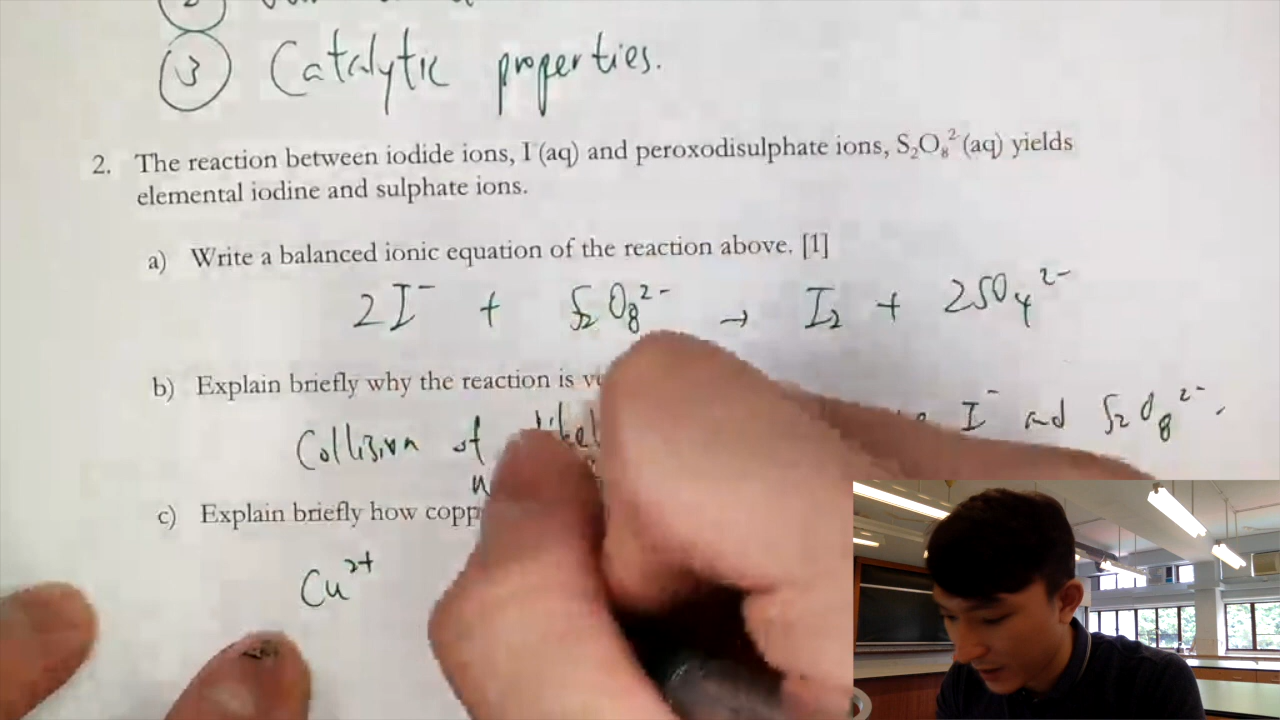 ③ Catalytic properties.
2. The reaction between iodide ions, I⁻(aq) and peroxodisulphate ions, S₂O₈²⁻(aq) yields
elemental iodine and sulphate ions.
a) Write a balanced ionic equation of the reaction above. [1]
2I⁻ + S₂O₈²⁻ → I₂ + 2SO₄²⁻
b) Explain briefly why the reaction is
Collision of I⁻ and S₂O₈²⁻.
c) Explain briefly how
Cu²⁺